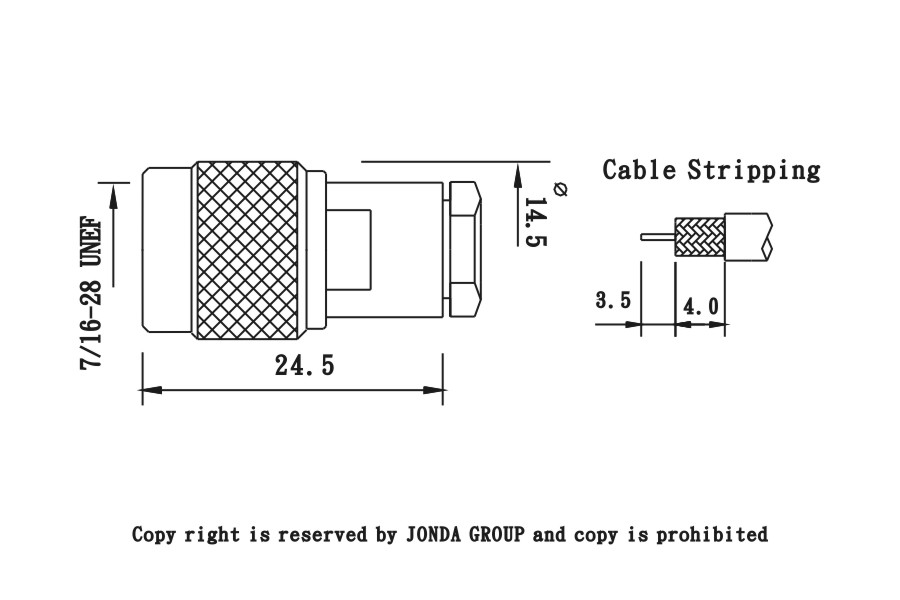 Cable Stripping
7/16-28 UNEF
⌀
14.5
3.5
4.0
24.5
Copy right is reserved by JONDA GROUP and copy is prohibited